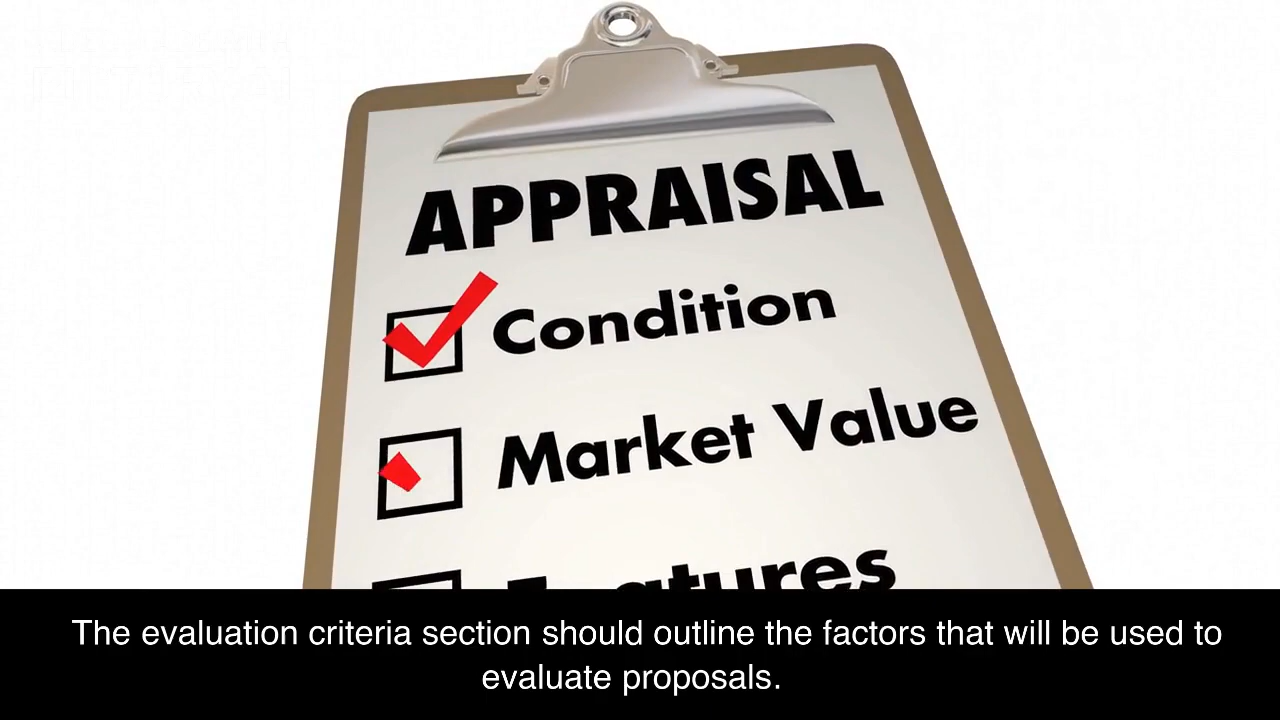 APPRAISAL
Condition
Market Value
Features
The evaluation criteria section should outline the factors that will be used to
evaluate proposals.